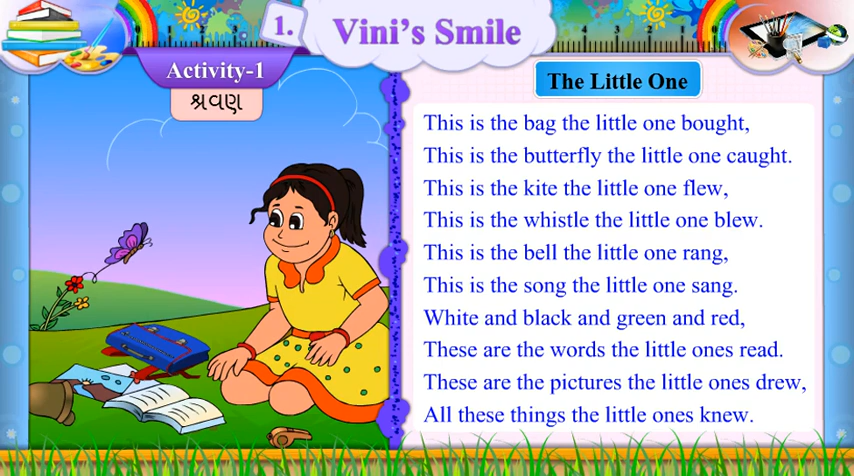 1.
Vini's Smile
Activity-1
શ્રવણ
The Little One
This is the bag the little one bought,
This is the butterfly the little one caught.
This is the kite the little one flew,
This is the whistle the little one blew.
This is the bell the little one rang,
This is the song the little one sang.
White and black and green and red,
These are the words the little ones read.
These are the pictures the little ones drew,
All these things the little ones knew.